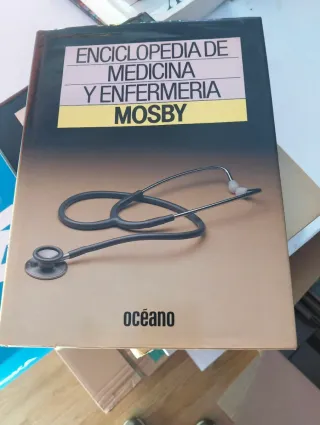 ENCICLOPEDIA DE
MEDICINA
Y ENFERMERIA
MOSBY
océano